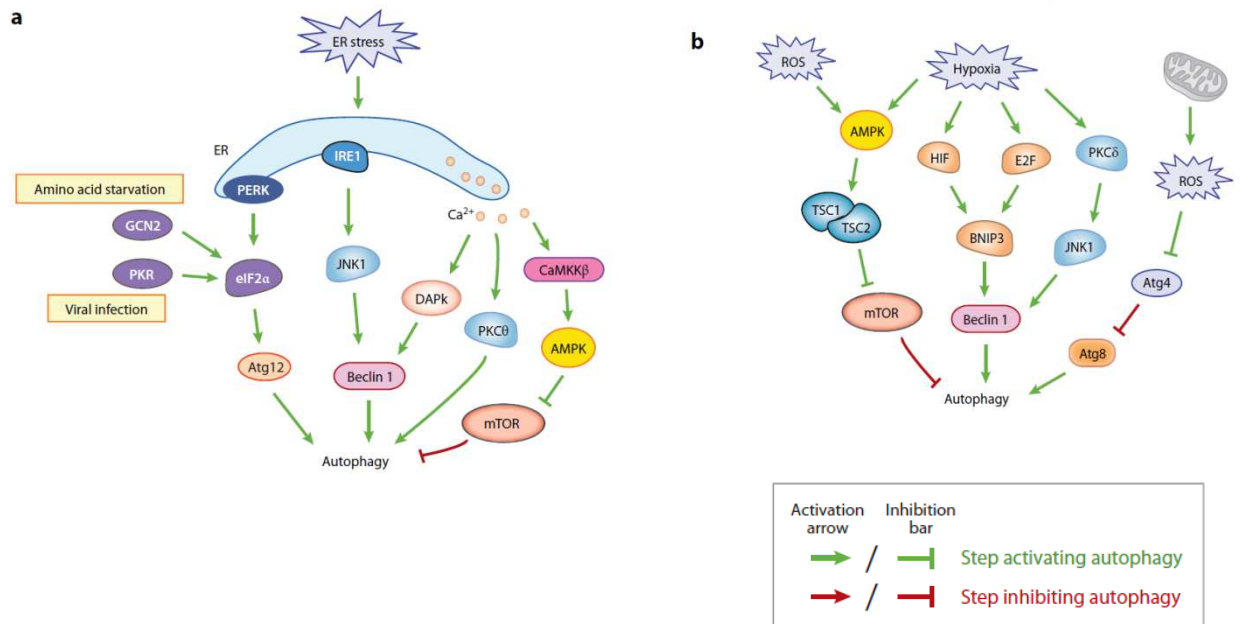 a
ER stress
ER
IRE1
PERK
Amino acid starvation
GCN2
PKR
Viral infection
eIF2α
Ca2+
JNK1
DAPk
CaMKKβ
PKCθ
AMPK
Atg12
Beclin 1
mTOR
Autophagy
b
ROS
Hypoxia
AMPK
HIF
E2F
PKCδ
ROS
TSC1
TSC2
BNIP3
JNK1
Atg4
mTOR
Beclin 1
Atg8
Autophagy
Activation Inhibition
arrow bar
/ Step activating autophagy
/ Step inhibiting autophagy